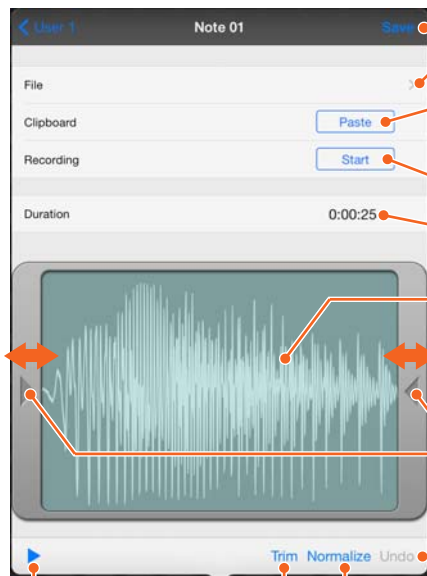 User 1 Note 01 Save
File
Clipboard Paste
Recording Start
Duration 0:00:25
Trim Normalize Undo